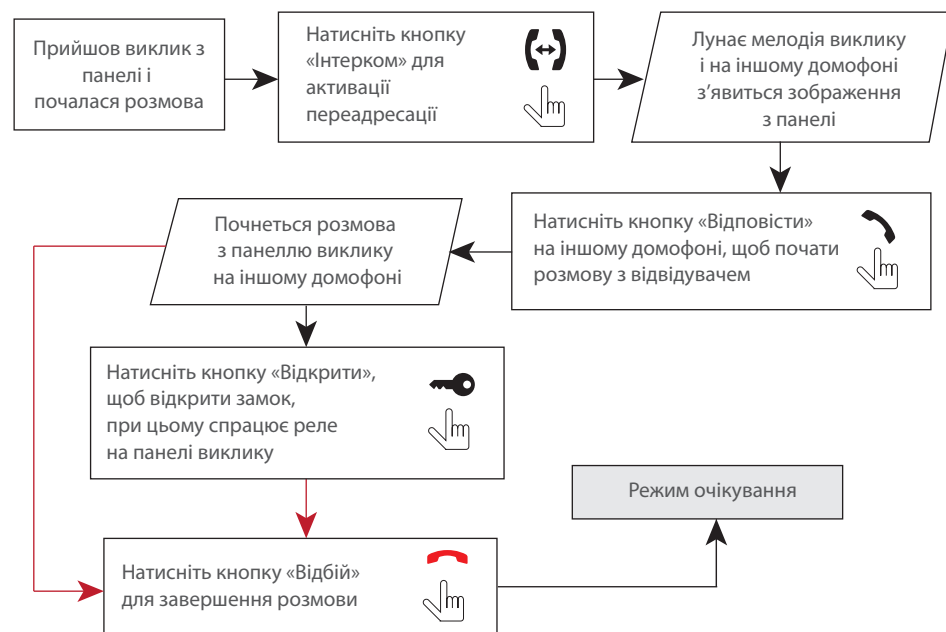 Прийшов виклик з
панелі і
почалася розмова
Натисніть кнопку
«Інтерком» для
активації
переадресації
Лунає мелодія виклику
і на іншому домофоні
з’явиться зображення
з панелі
Натисніть кнопку «Відповісти»
на іншому домофоні, щоб почати
розмову з відвідувачем
Почнеться розмова
з панеллю виклику
на іншому домофоні
Натисніть кнопку «Відкрити»,
щоб відкрити замок,
при цьому спрацює реле
на панелі виклику
Режим очікування
Натисніть кнопку «Відбій»
для завершення розмови